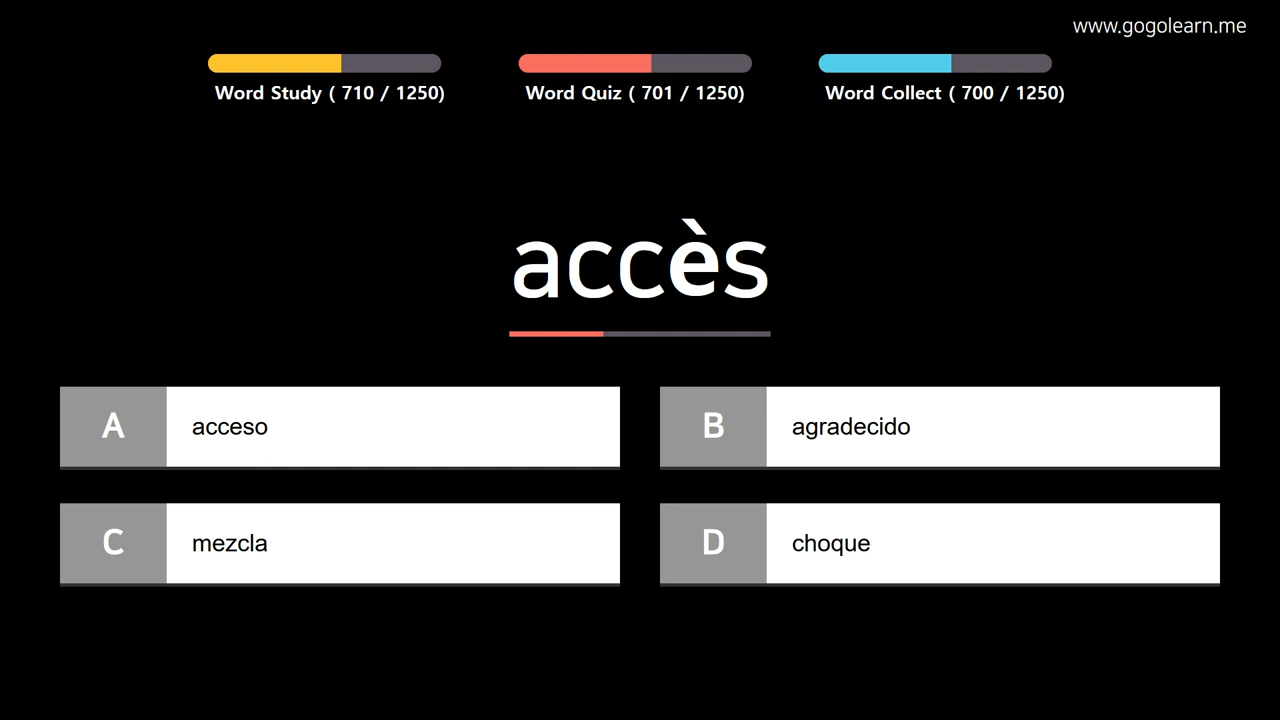 www.gogolearn.me
Word Study ( 710 / 1250)
Word Quiz ( 701 / 1250)
Word Collect ( 700 / 1250)
accès
A acceso
B agradecido
C mezcla
D choque